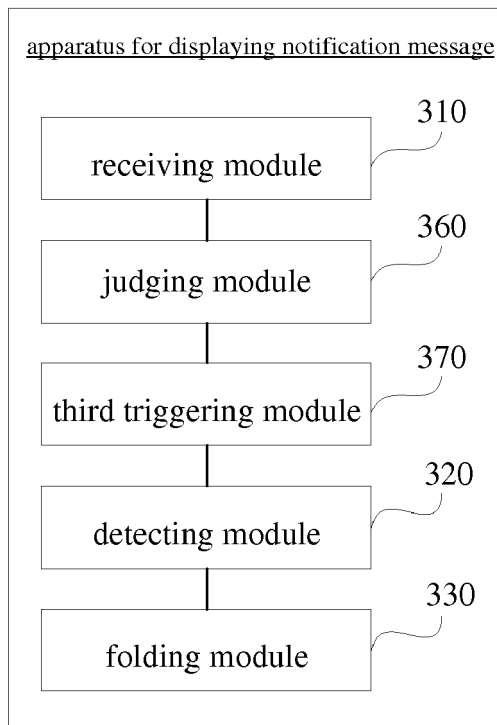 apparatus for displaying notification message
310
receiving module
360
judging module
370
third triggering module
320
detecting module
330
folding module